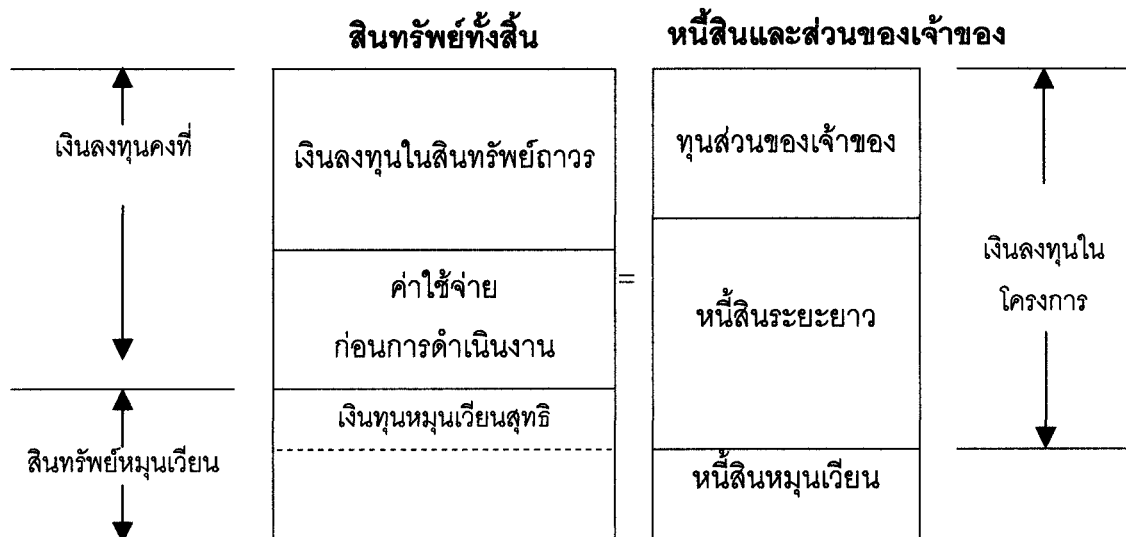 สินทรัพย์ทั้งสิ้น
หนี้สินและส่วนของเจ้าของ
เงินลงทุนคงที่
เงินลงทุนในสินทรัพย์ถาวร
ทุนส่วนของเจ้าของ
ค่าใช้จ่าย
ก่อนการดำเนินงาน
=
หนี้สินระยะยาว
เงินลงทุนใน
โครงการ
เงินทุนหมุนเวียนสุทธิ
สินทรัพย์หมุนเวียน
หนี้สินหมุนเวียน